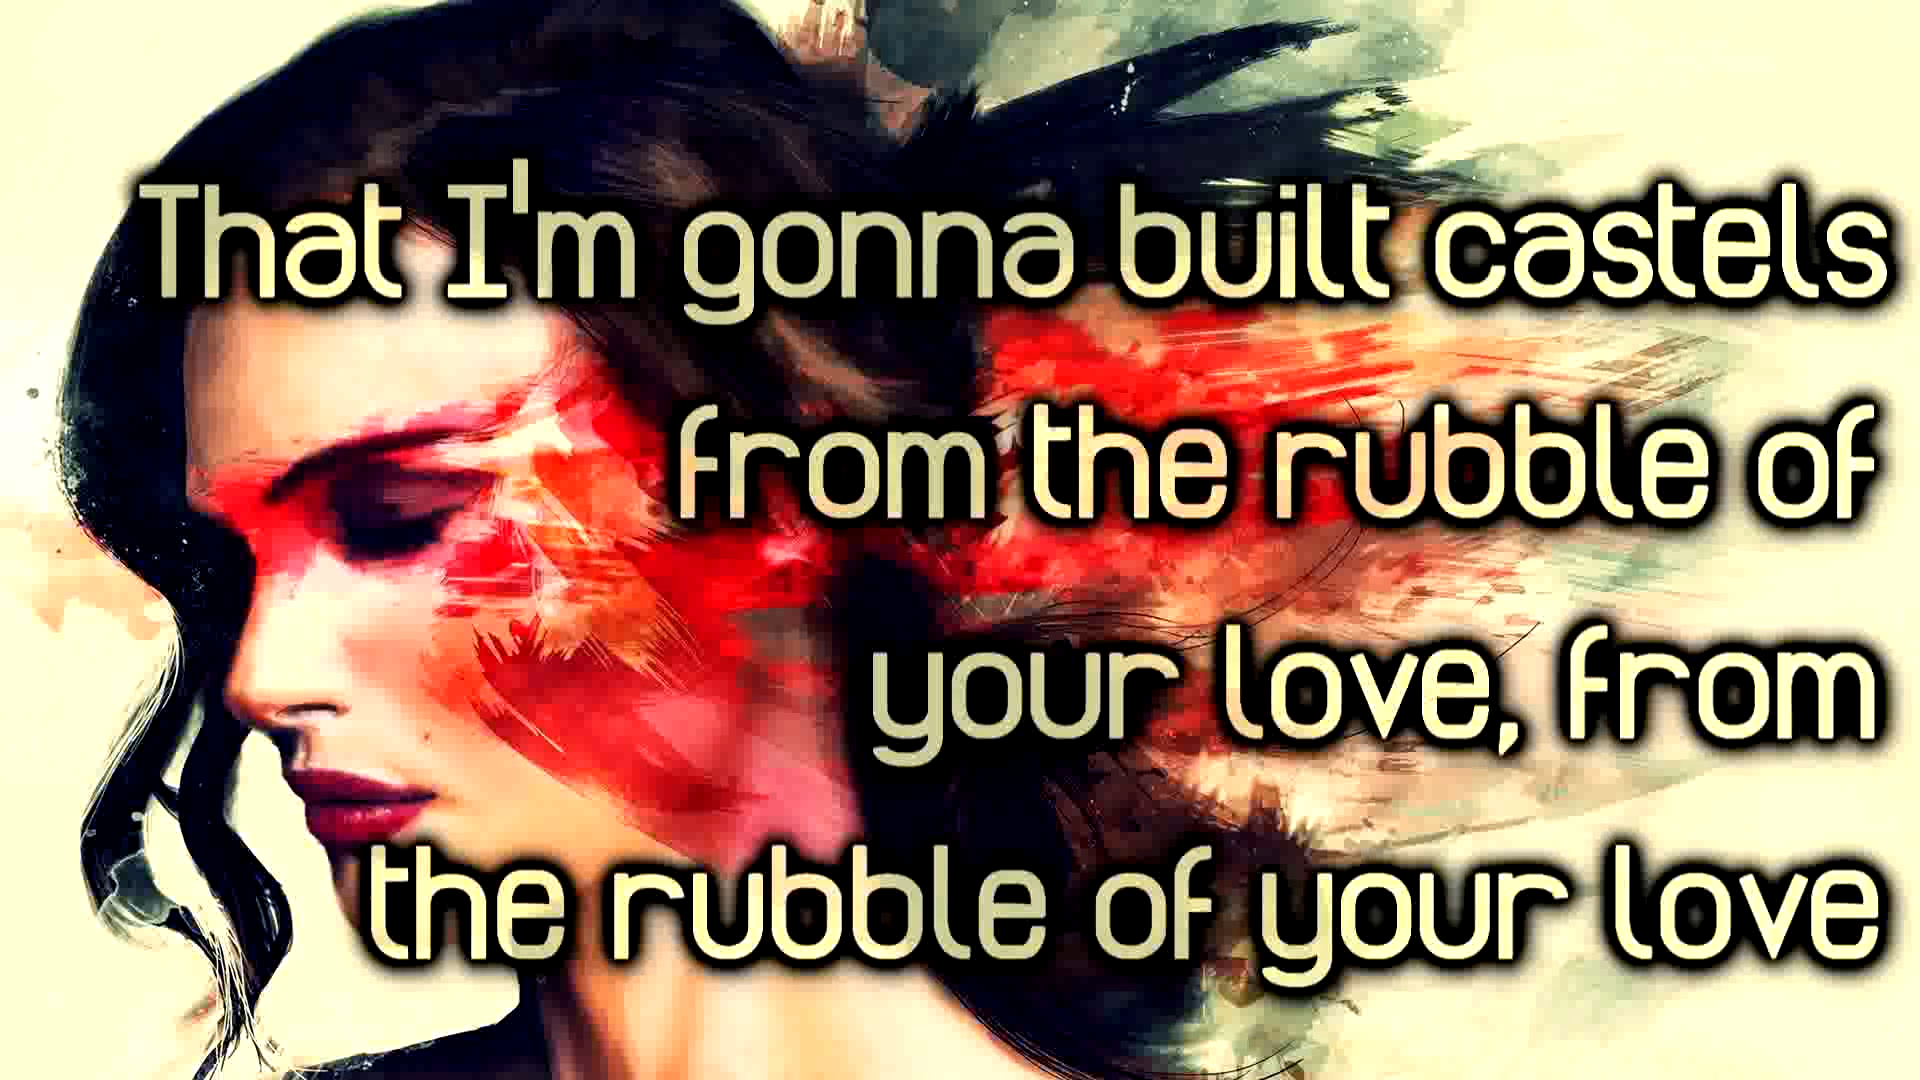 That I'm gonna built castels
from the rubble of
your love, from
the rubble of your love